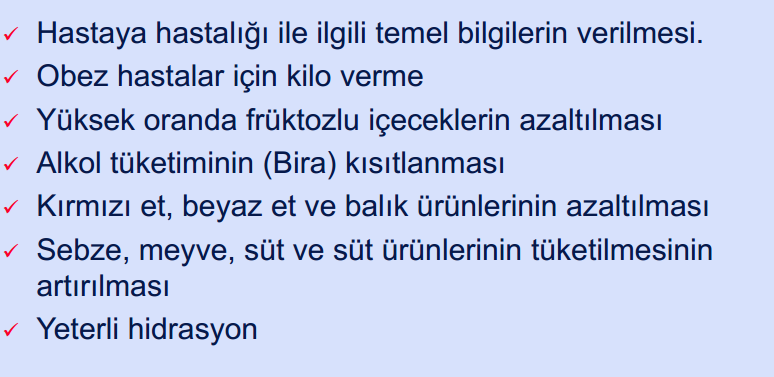 Hastaya hastalığı ile ilgili temel bilgilerin verilmesi.
Obez hastalar için kilo verme
Yüksek oranda früktozlu içeceklerin azaltılması
Alkol tüketiminin (Bira) kısıtlanması
Kırmızı et, beyaz et ve balık ürünlerinin azaltılması
Sebze, meyve, süt ve süt ürünlerinin tüketilmesinin
artırılması
Yeterli hidrasyon